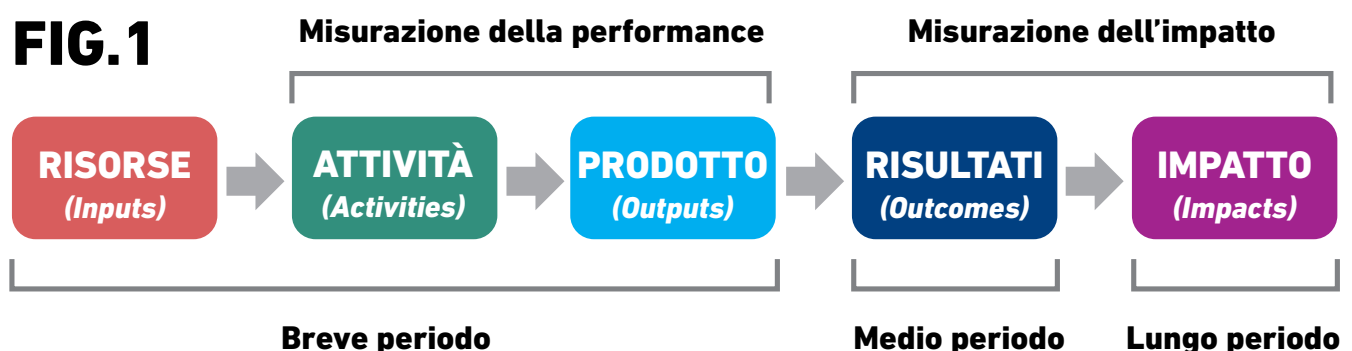 FIG.1
Misurazione della performance
Misurazione dell’impatto
RISORSE
(Inputs)
ATTIVITÀ
(Activities)
PRODOTTO
(Outputs)
RISULTATI
(Outcomes)
IMPATTO
(Impacts)
Breve periodo
Medio periodo
Lungo periodo